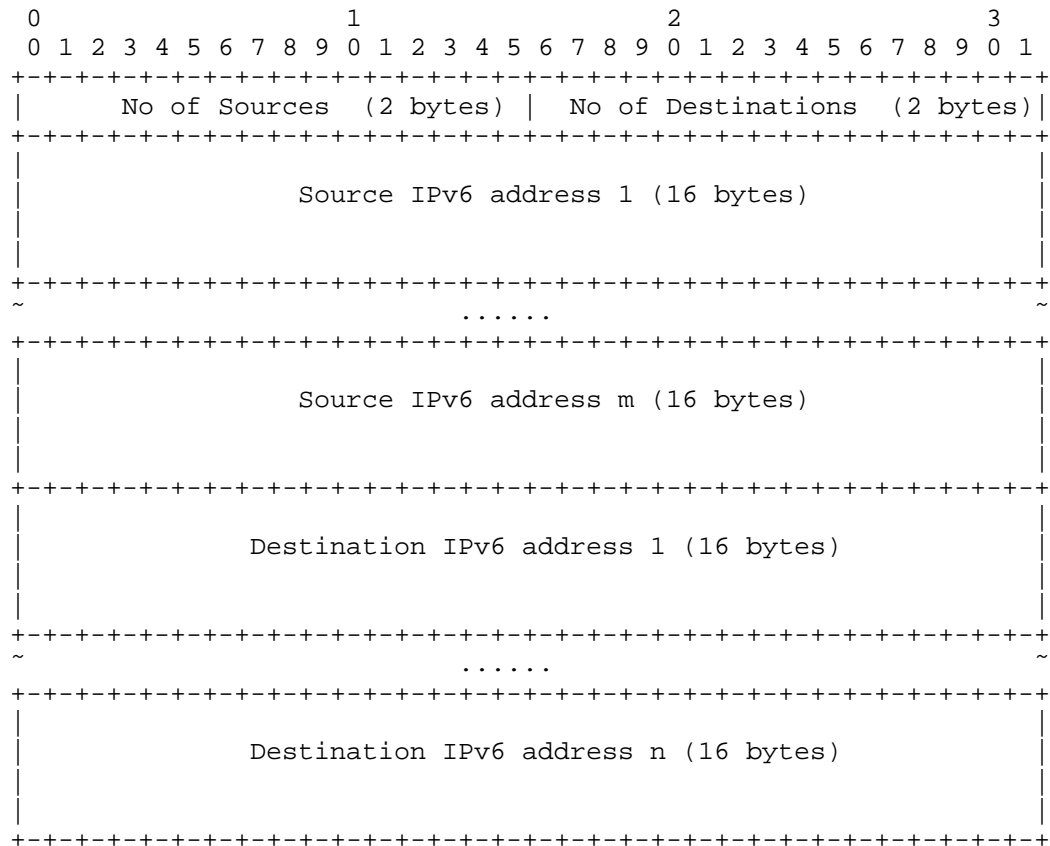 0                   1                   2                   3
 0 1 2 3 4 5 6 7 8 9 0 1 2 3 4 5 6 7 8 9 0 1 2 3 4 5 6 7 8 9 0 1
+-+-+-+-+-+-+-+-+-+-+-+-+-+-+-+-+-+-+-+-+-+-+-+-+-+-+-+-+-+-+-+-+
|      No of Sources  (2 bytes) |  No of Destinations  (2 bytes)|
+-+-+-+-+-+-+-+-+-+-+-+-+-+-+-+-+-+-+-+-+-+-+-+-+-+-+-+-+-+-+-+-+
|                                                               |
|                 Source IPv6 address 1 (16 bytes)              |
|                                                               |
|                                                               |
+-+-+-+-+-+-+-+-+-+-+-+-+-+-+-+-+-+-+-+-+-+-+-+-+-+-+-+-+-+-+-+-+
~                           ......                              ~
+-+-+-+-+-+-+-+-+-+-+-+-+-+-+-+-+-+-+-+-+-+-+-+-+-+-+-+-+-+-+-+-+
|                                                               |
|                 Source IPv6 address m (16 bytes)              |
|                                                               |
|                                                               |
+-+-+-+-+-+-+-+-+-+-+-+-+-+-+-+-+-+-+-+-+-+-+-+-+-+-+-+-+-+-+-+-+
|                                                               |
|              Destination IPv6 address 1 (16 bytes)            |
|                                                               |
|                                                               |
+-+-+-+-+-+-+-+-+-+-+-+-+-+-+-+-+-+-+-+-+-+-+-+-+-+-+-+-+-+-+-+-+
~                           ......                              ~
+-+-+-+-+-+-+-+-+-+-+-+-+-+-+-+-+-+-+-+-+-+-+-+-+-+-+-+-+-+-+-+-+
|                                                               |
|              Destination IPv6 address n (16 bytes)            |
|                                                               |
|                                                               |
+-+-+-+-+-+-+-+-+-+-+-+-+-+-+-+-+-+-+-+-+-+-+-+-+-+-+-+-+-+-+-+-+